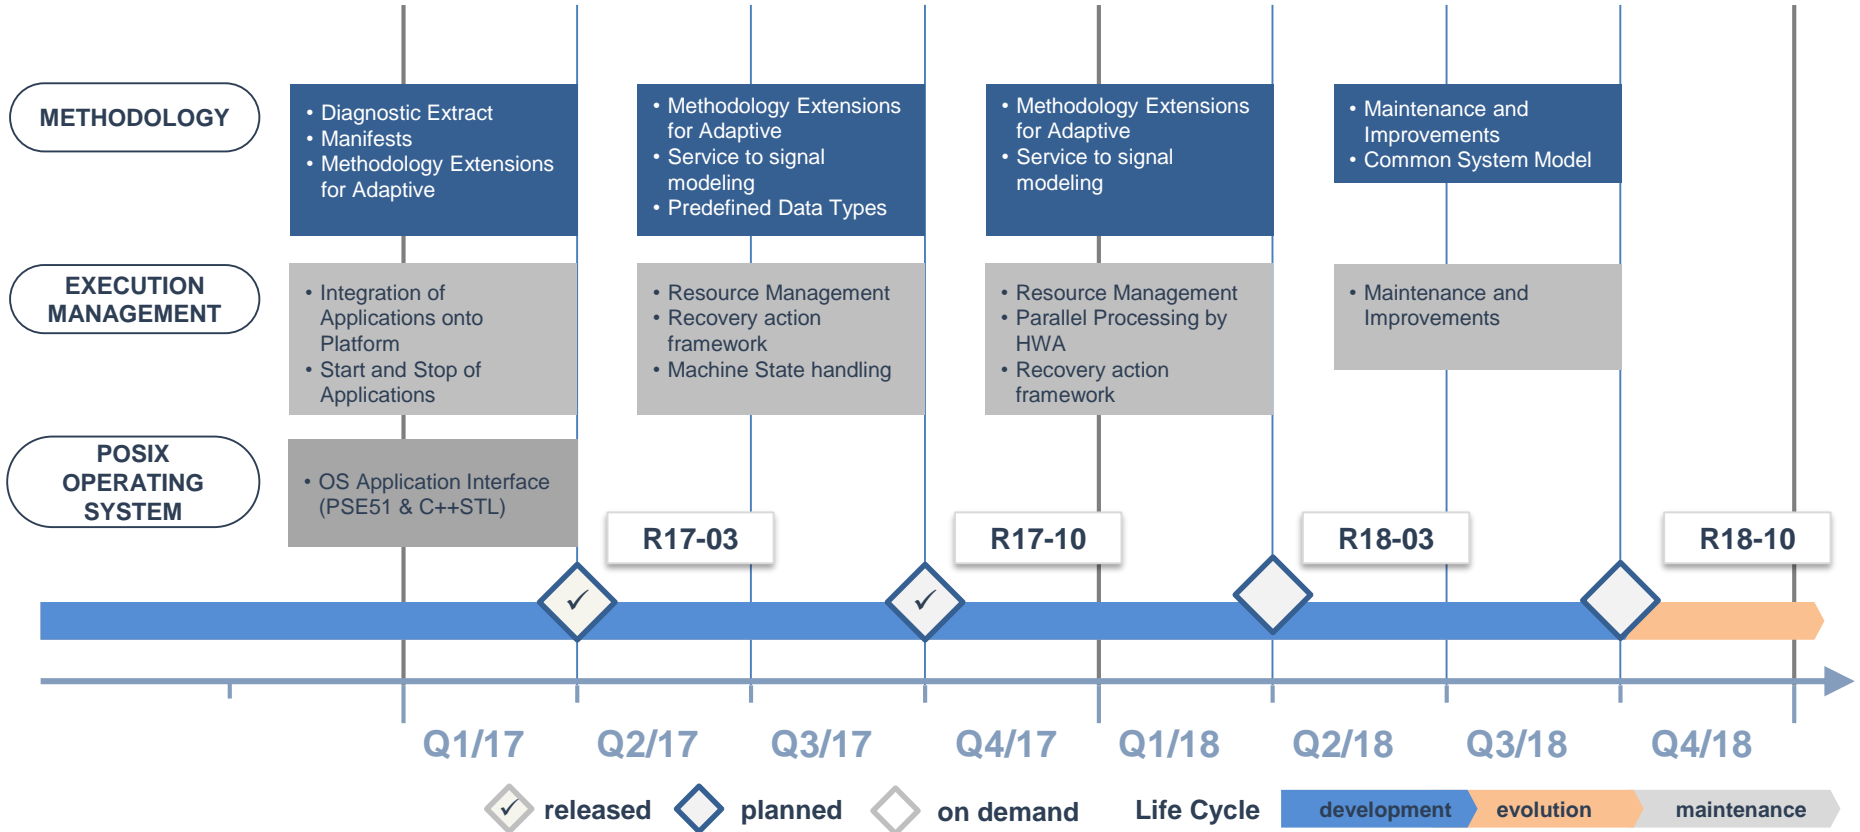 METHODOLOGY
• Diagnostic Extract
• Manifests
• Methodology Extensions
for Adaptive
• Methodology Extensions
for Adaptive
• Service to signal
modeling
• Predefined Data Types
• Methodology Extensions
for Adaptive
• Service to signal
modeling
• Maintenance and
Improvements
• Common System Model
EXECUTION
MANAGEMENT
• Integration of
Applications onto
Platform
• Start and Stop of
Applications
• Resource Management
• Recovery action
framework
• Machine State handling
• Resource Management
• Parallel Processing by
HWA
• Recovery action
framework
• Maintenance and
Improvements
POSIX
OPERATING
SYSTEM
• OS Application Interface
(PSE51 & C++STL)
R17-03
R17-10
R18-03
R18-10
Q1/17
Q2/17
Q3/17
Q4/17
Q1/18
Q2/18
Q3/18
Q4/18
released
planned
on demand
Life Cycle
development
evolution
maintenance